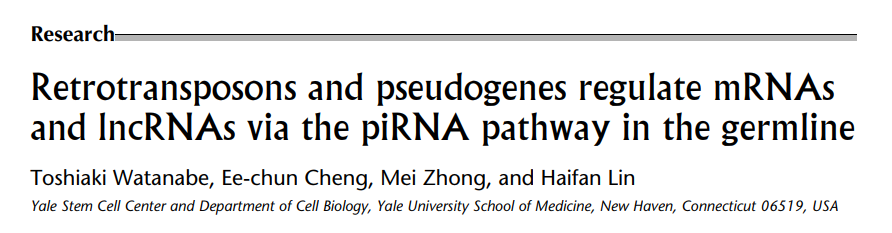 Research
Retrotransposons and pseudogenes regulate mRNAs
and lncRNAs via the piRNA pathway in the germline
Toshiaki Watanabe, Ee-chun Cheng, Mei Zhong, and Haifan Lin
Yale Stem Cell Center and Department of Cell Biology, Yale University School of Medicine, New Haven, Connecticut 06519, USA